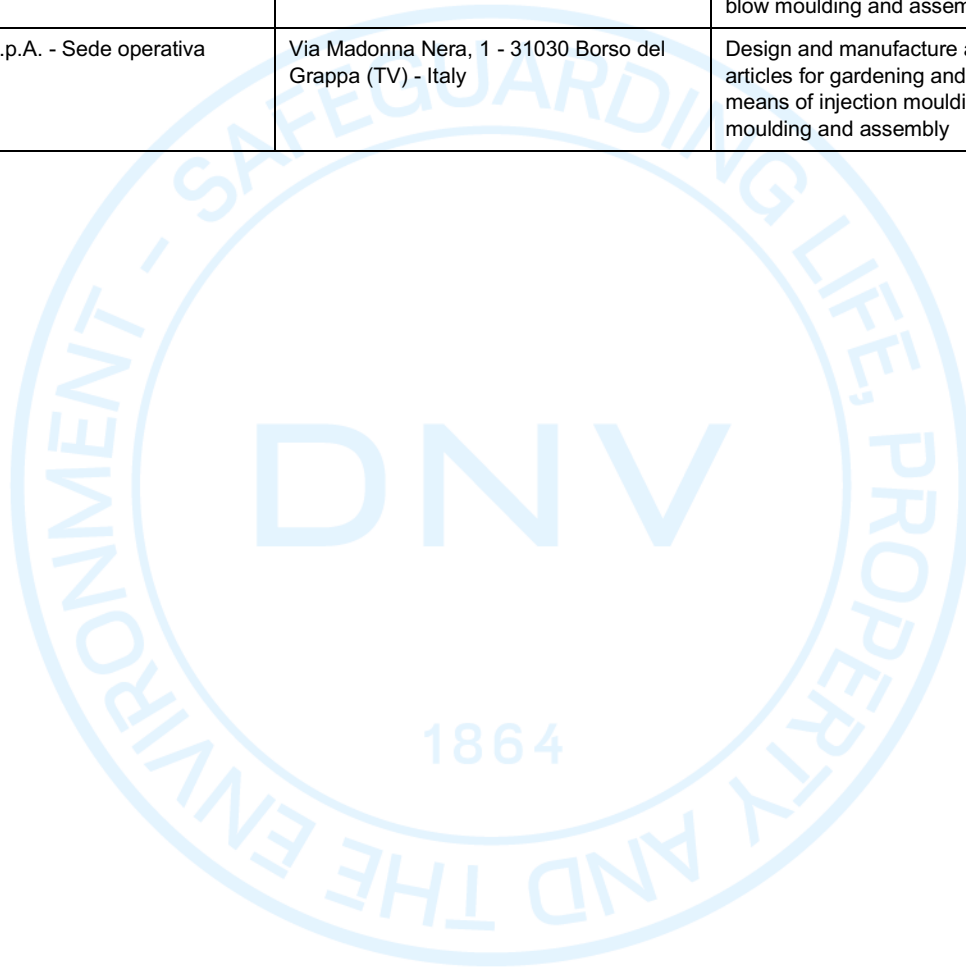 blow moulding and assem
.p.A. - Sede operativa
Via Madonna Nera, 1 - 31030 Borso del
Grappa (TV) - Italy
Design and manufacture a
articles for gardening and
means of injection mouldi
moulding and assembly
SAFEGUARDING LIFE, PROPERTY AND THE ENVIRONMENT -
DNV
1864